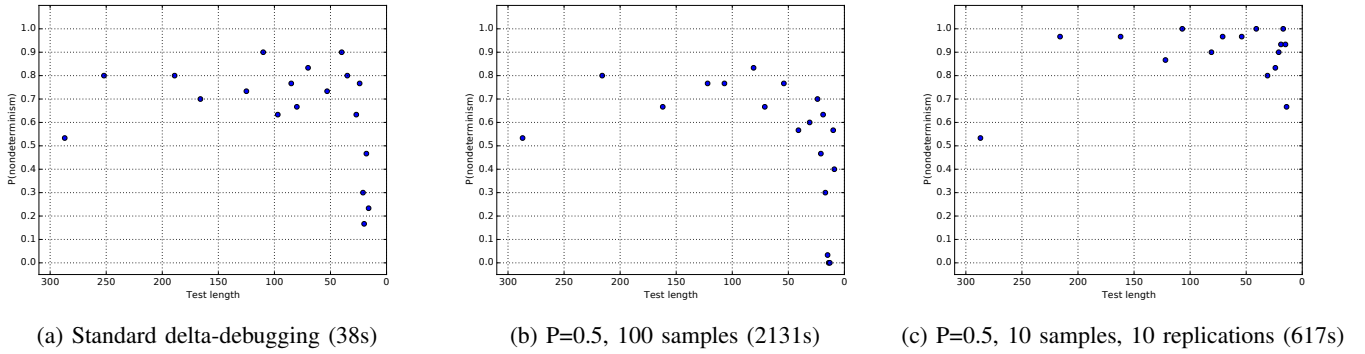 1.0
0.9
0.8
0.7
0.6
0.5
0.4
0.3
0.2
0.1
0.0
P(nondeterminism)
300 250 200 150 100 50 0
Test length
(a) Standard delta-debugging (38s)
1.0
0.9
0.8
0.7
0.6
0.5
0.4
0.3
0.2
0.1
0.0
P(nondeterminism)
300 250 200 150 100 50 0
Test length
(b) P=0.5, 100 samples (2131s)
1.0
0.9
0.8
0.7
0.6
0.5
0.4
0.3
0.2
0.1
0.0
P(nondeterminism)
300 250 200 150 100 50 0
Test length
(c) P=0.5, 10 samples, 10 replications (617s)